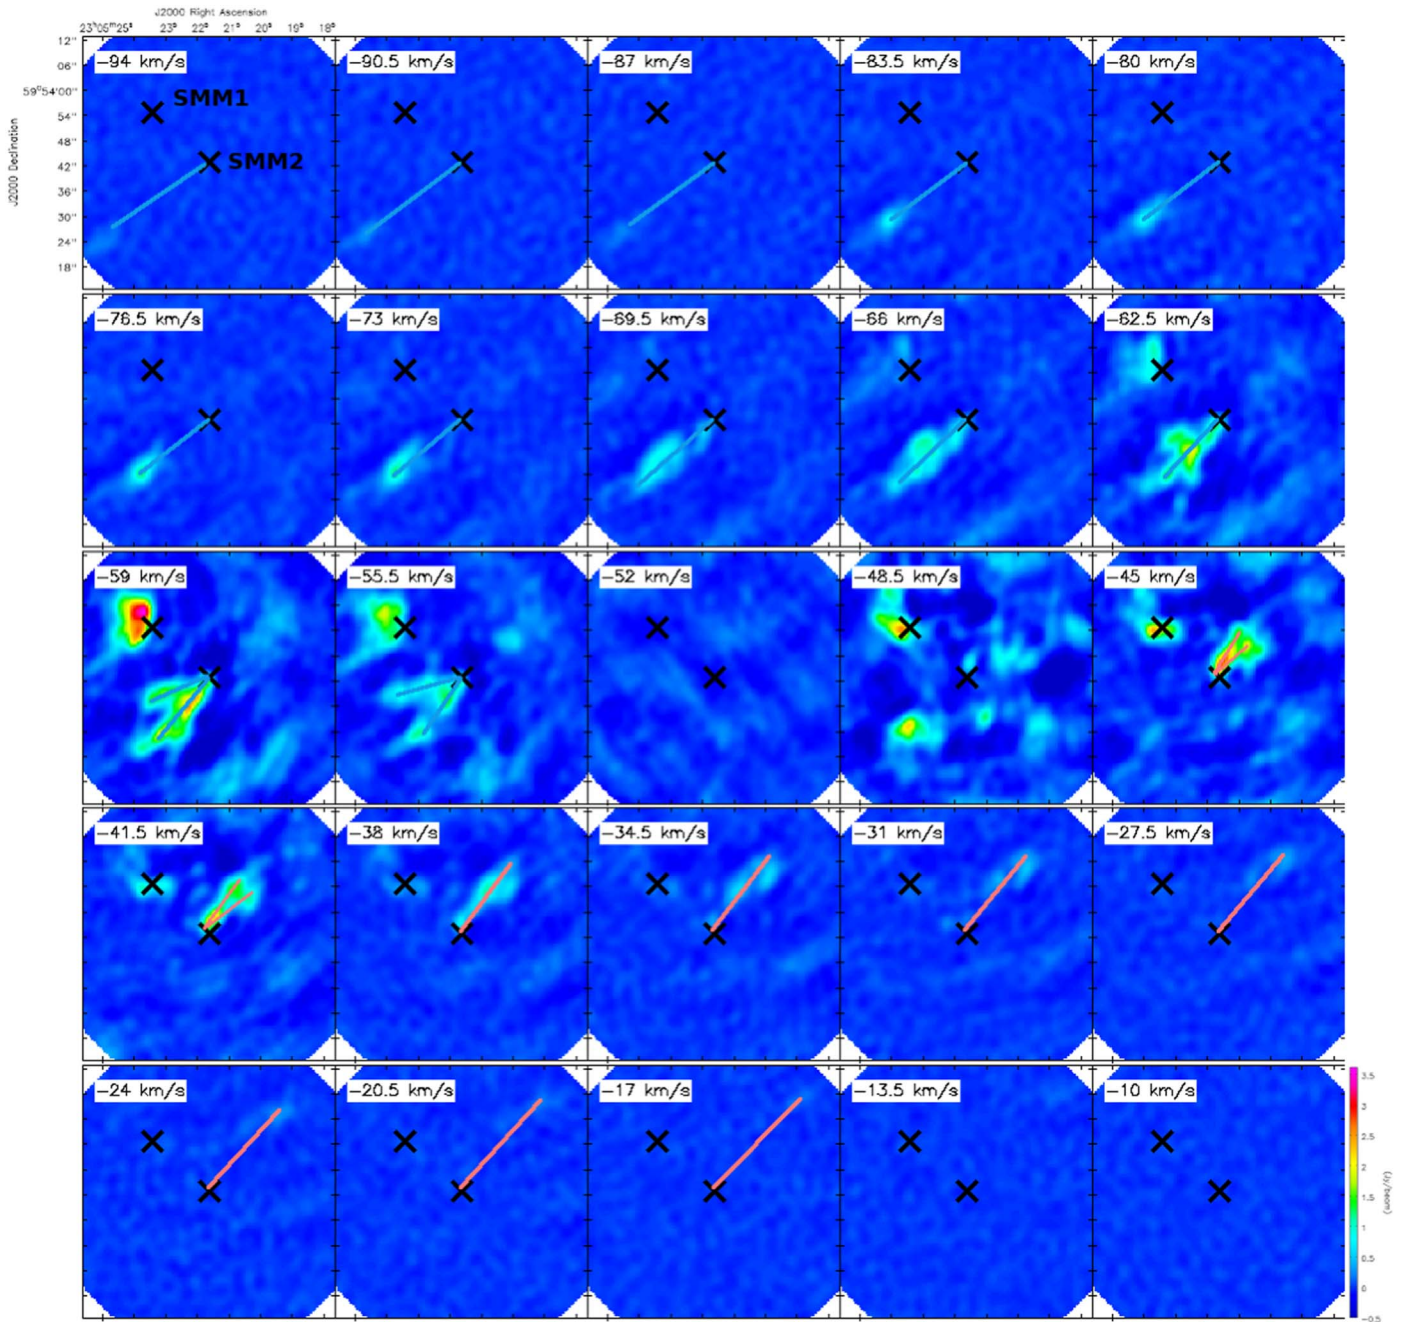 J2000 Right Ascension
23ʰ05ᵐ25ˢ 23ˢ 22ˢ 21ˢ 20ˢ 19ˢ 18ˢ
12"
06"
59⁰54'00"
54"
48"
42"
36"
30"
24"
18"
J2000 Declination
−94 km/s −90.5 km/s −87 km/s −83.5 km/s −80 km/s
SMM1
SMM2
−76.5 km/s −73 km/s −69.5 km/s −66 km/s −62.5 km/s
−59 km/s −55.5 km/s −52 km/s −48.5 km/s −45 km/s
−41.5 km/s −38 km/s −34.5 km/s −31 km/s −27.5 km/s
−24 km/s −20.5 km/s −17 km/s −13.5 km/s −10 km/s
3.5
3
2.5
2
1.5
1
0.5
0
−0.5
(Jy/beam)